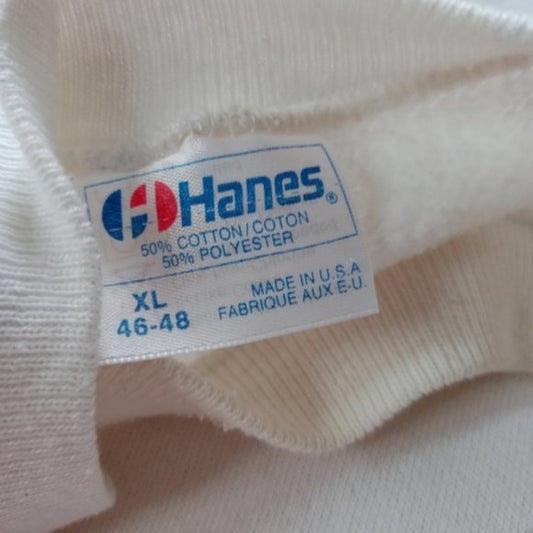 Hanes®
50% COTTON/COTON
50% POLYESTER
XL
46-48
MADE IN U.S.A
FABRIQUE AUX E-U.